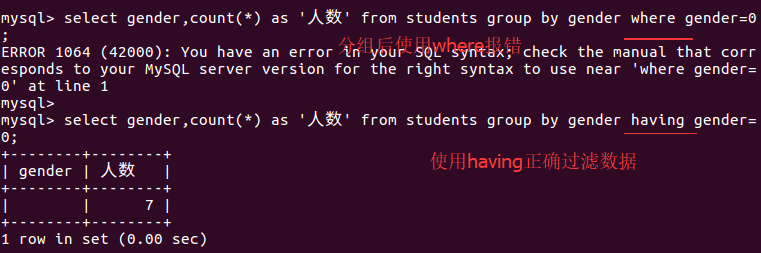 mysql> select gender,count(*) as '人数' from students group by gender where gender=0
;
分组后使用where报错
ERROR 1064 (42000): You have an error in your SQL syntax; check the manual that corr
esponds to your MySQL server version for the right syntax to use near 'where gender=
0' at line 1
mysql>
mysql> select gender,count(*) as '人数' from students group by gender having gender=
0;
+--------+--------+
| gender | 人数   |
使用having正确过滤数据
+--------+--------+
|        |      7 |
+--------+--------+
1 row in set (0.00 sec)